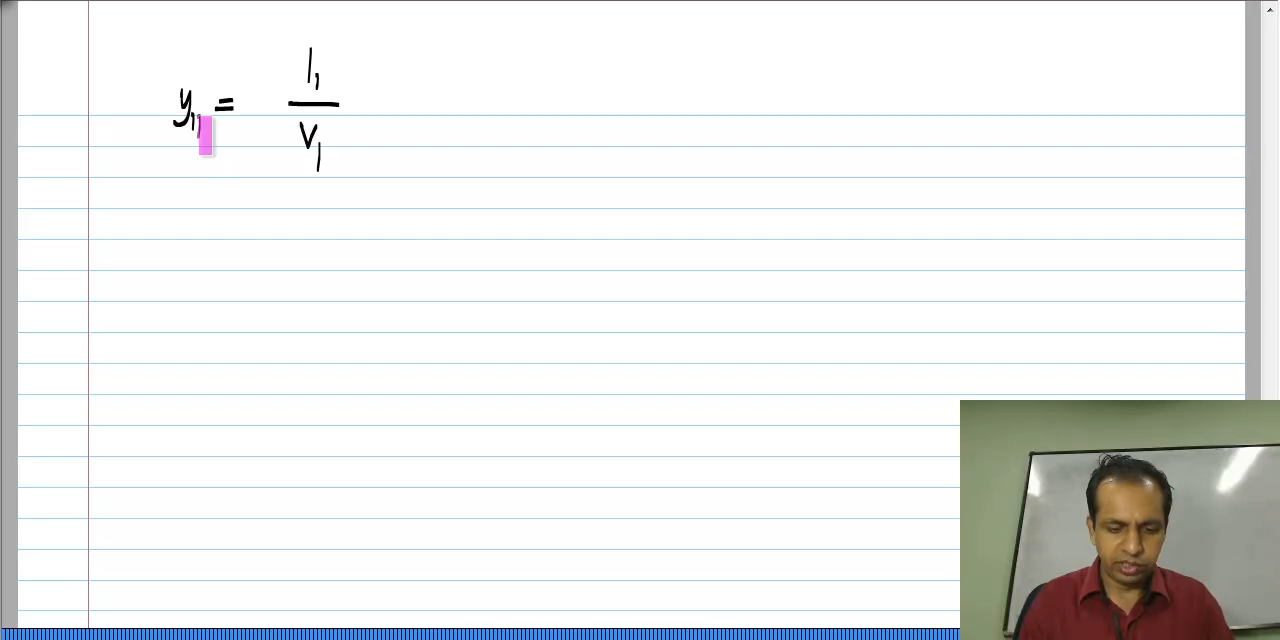 y₁₁ = I₁ / V₁